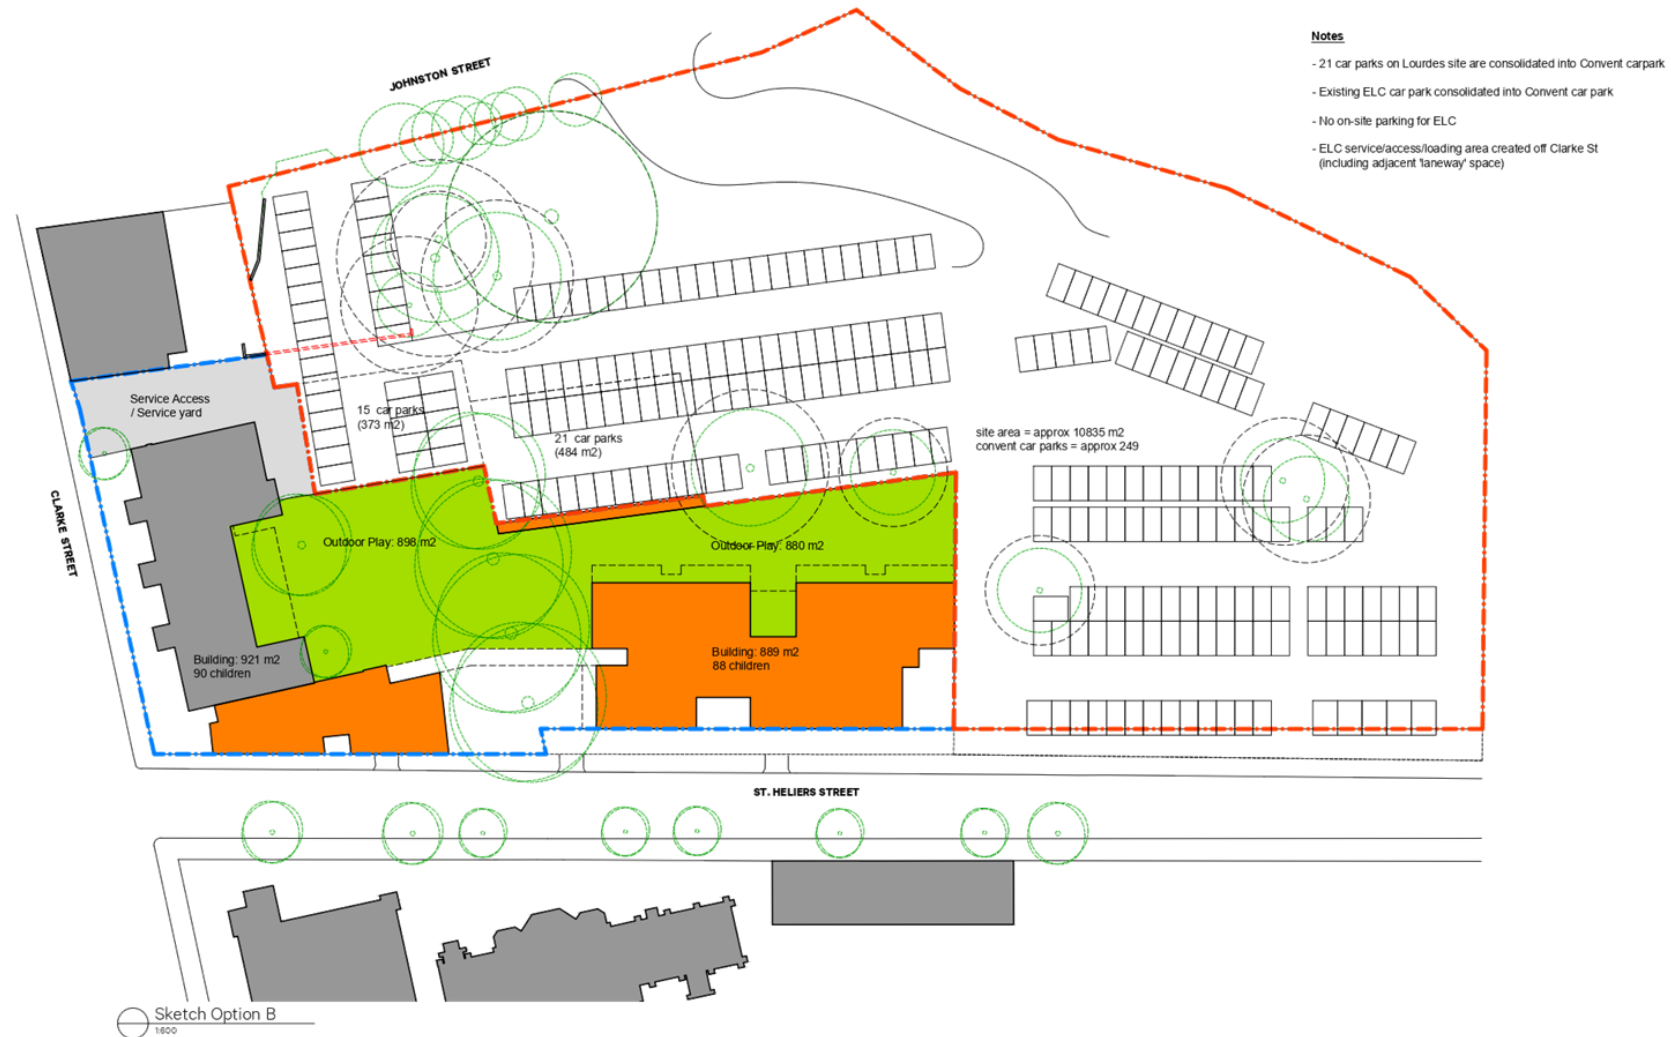 JOHNSTON STREET
Notes
- 21 car parks on Lourdes site are consolidated into Convent carpark
- Existing ELC car park consolidated into Convent car park
- No on-site parking for ELC
- ELC service/access/loading area created off Clarke St
(including adjacent 'laneway' space)
Service Access
/ Service yard
15 car parks
(373 m2)
21 car parks
(484 m2)
site area = approx 10835 m2
convent car parks = approx 249
CLARKE STREET
Outdoor Play: 898 m2
Outdoor Play: 880 m2
Building: 921 m2
90 children
Building: 889 m2
88 children
ST. HELIERS STREET
Sketch Option B
1:600